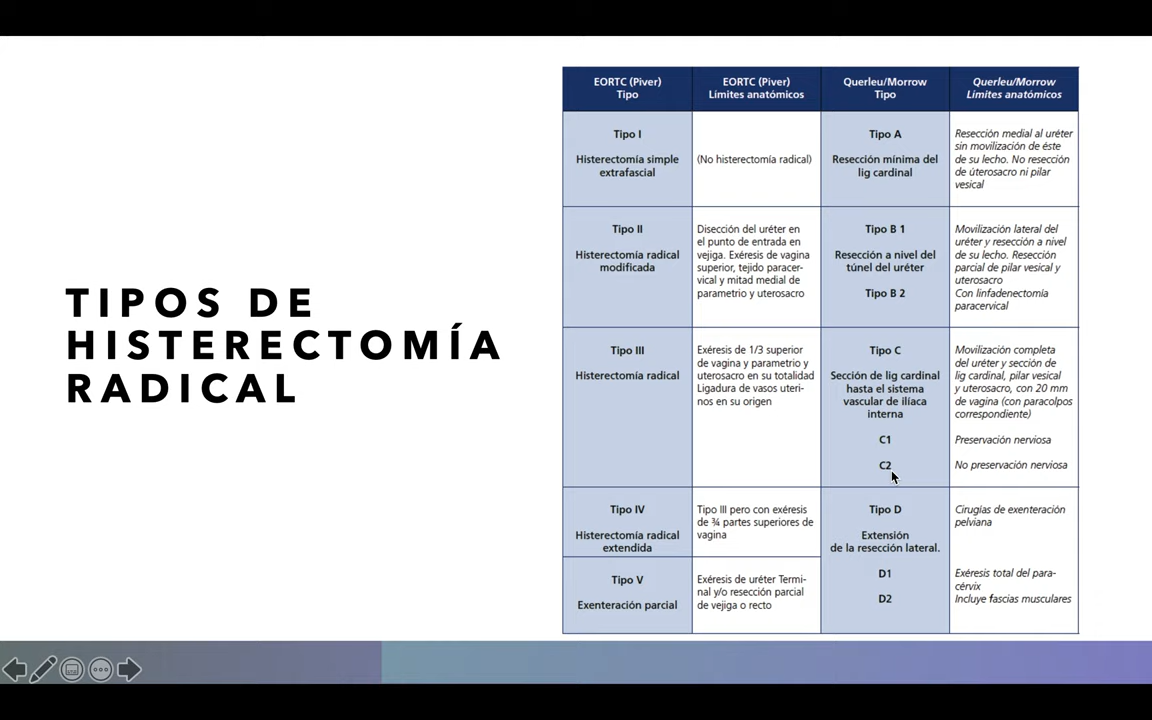 TIPOS DE
HISTERECTOMÍA
RADICAL
EORTC (Piver)
Tipo
EORTC (Piver)
Límites anatómicos
Querleu/Morrow
Tipo
Querleu/Morrow
Límites anatómicos
Tipo I
Histerectomía simple
extrafascial
(No histerectomía radical)
Tipo A
Resección mínima del
lig cardinal
Resección medial al uréter
sin movilización de éste
de su lecho. No resección
de úterosacro ni pilar
vesical
Tipo II
Histerectomía radical
modificada
Disección del uréter en
el punto de entrada en
vejiga. Exéresis de vagina
superior, tejido paracer-
vical y mitad medial de
parametrio y uterosacro
Tipo B 1
Resección a nivel del
túnel del uréter
Tipo B 2
Movilización lateral del
uréter y resección a nivel
de su lecho. Resección
parcial de pilar vesical y
uterosacro
Con linfadenectomía
paracervical
Tipo III
Histerectomía radical
Exéresis de 1/3 superior
de vagina y parametrio y
uterosacro en su totalidad
Ligadura de vasos uteri-
nos en su origen
Tipo C
Sección de lig cardinal
hasta el sistema
vascular de ilíaca
interna
C1
C2
Movilización completa
del uréter y sección de
lig cardinal, pilar vesical
y uterosacro, con 20 mm
de vagina (con paracolpos
correspondiente)
Preservación nerviosa
No preservación nerviosa
Tipo IV
Histerectomía radical
extendida
Tipo III pero con exéresis
de ¾ partes superiores de
vagina
Tipo D
Extensión
de la resección lateral.
D1
D2
Cirugías de exenteración
pelviana
Exéresis total del para-
cérvix
Incluye fascias musculares
Tipo V
Exenteración parcial
Exéresis de uréter Termi-
nal y/o resección parcial
de vejiga o recto